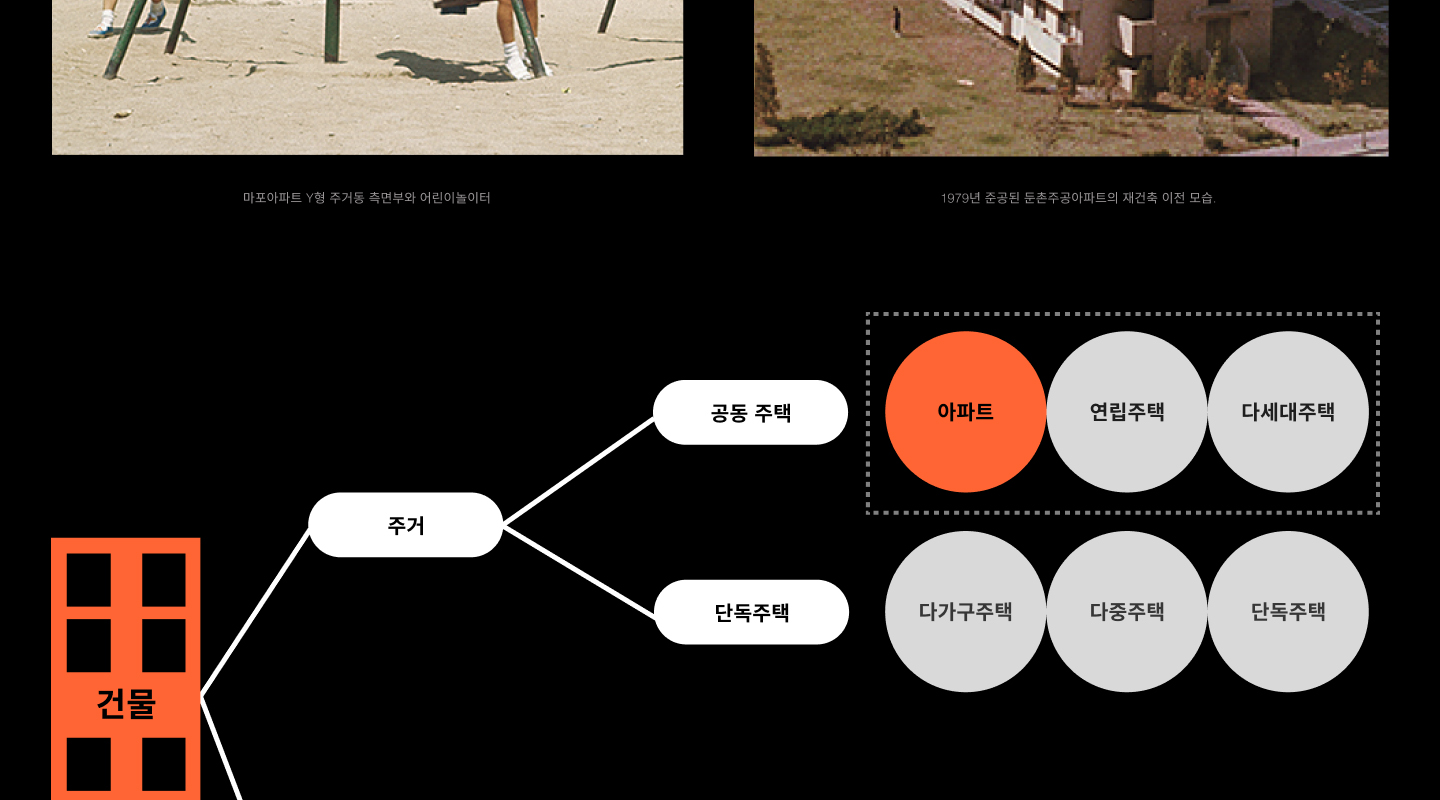 마포아파트 Y형 주거동 측면부와 어린이놀이터
1979년 준공된 둔촌주공아파트의 재건축 이전 모습.
공동 주택
아파트
연립주택
다세대주택
주거
단독주택
다가구주택
다중주택
단독주택
건물